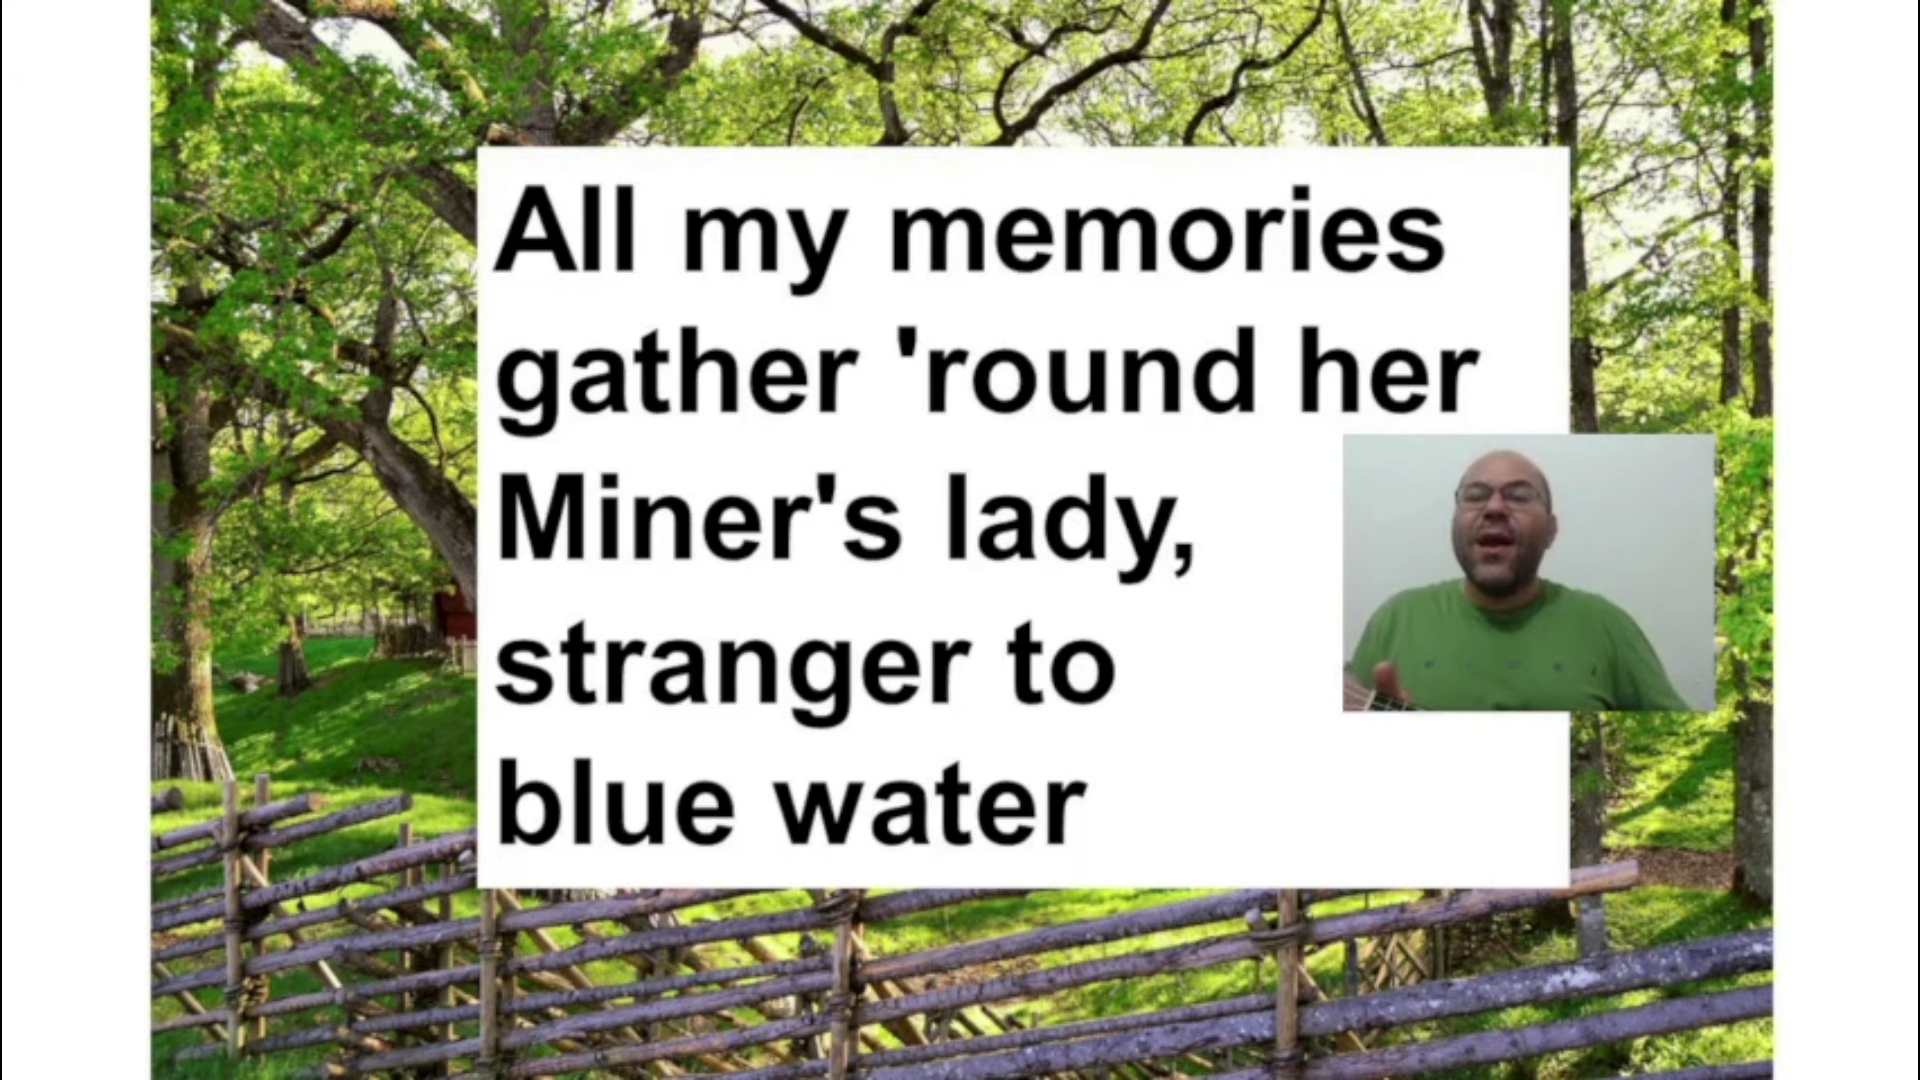 All my memories
gather 'round her
Miner's lady,
stranger to
blue water